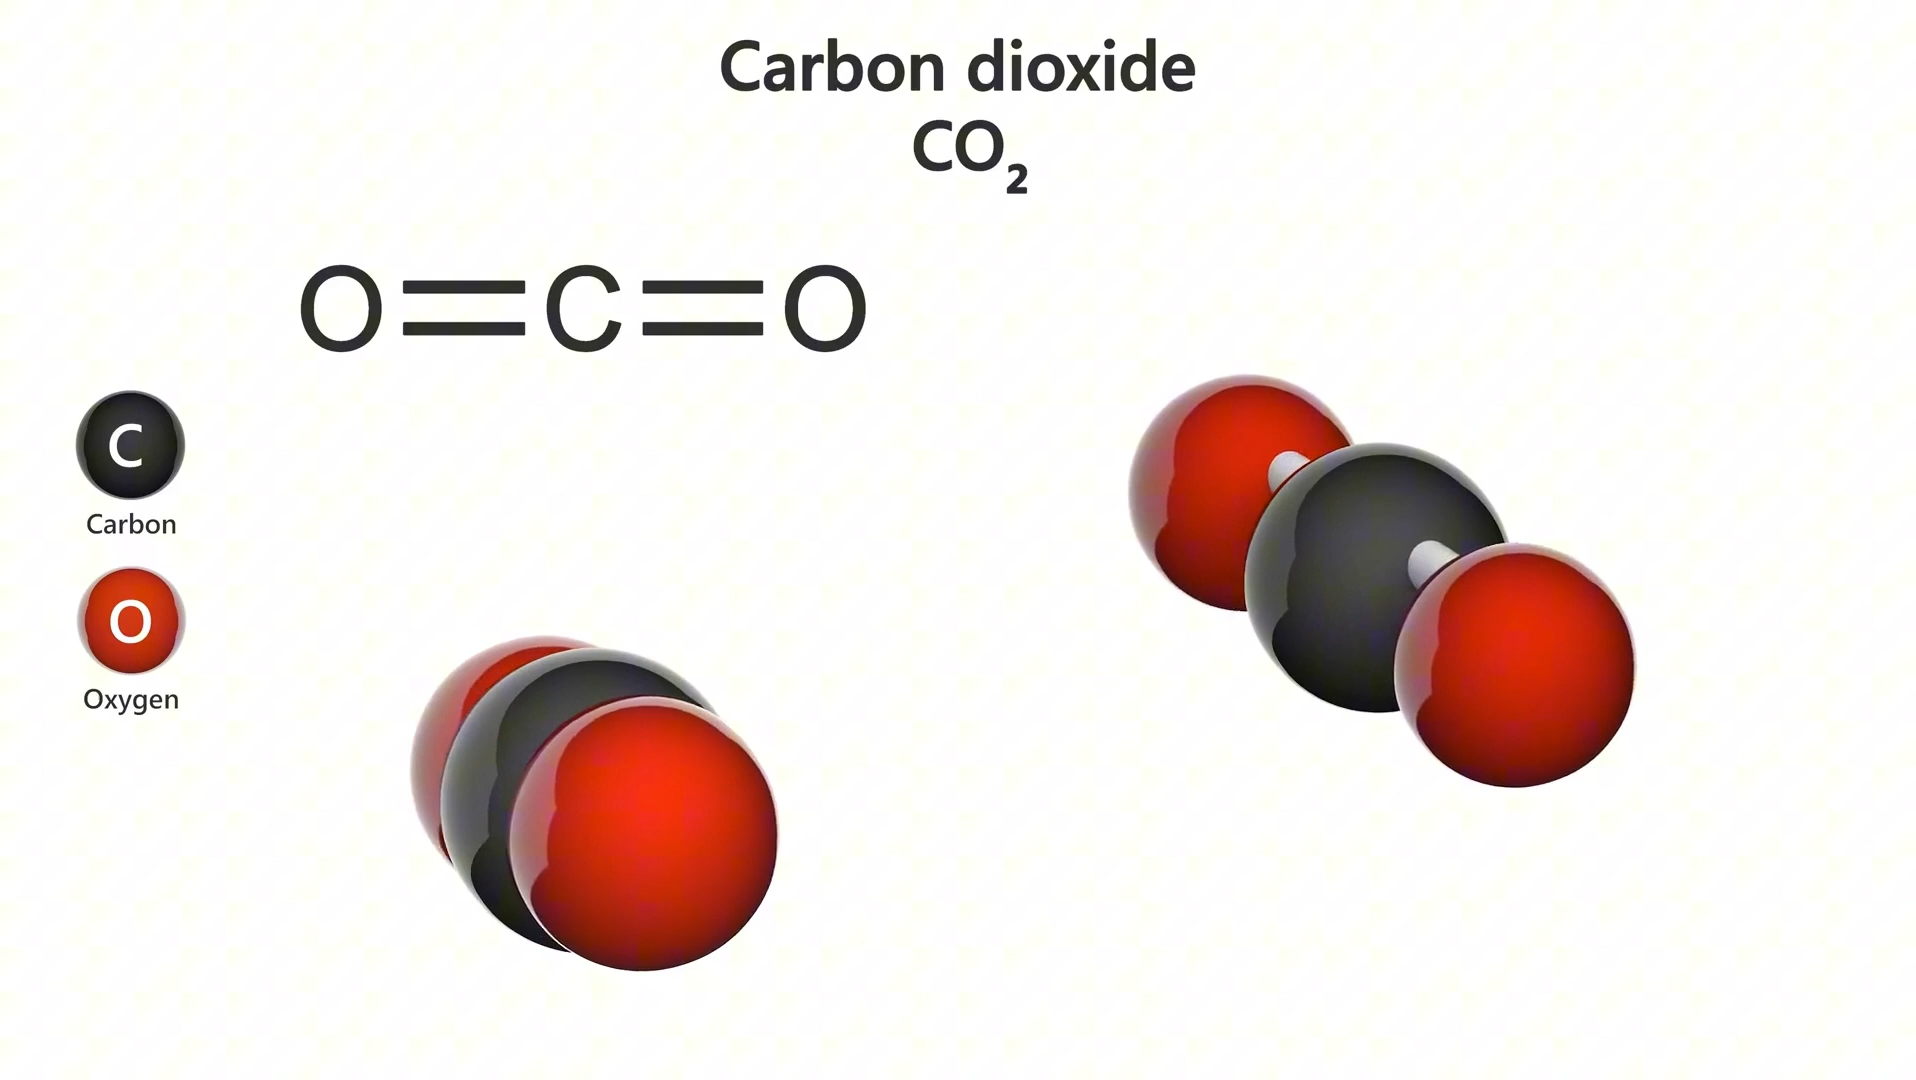 Carbon dioxide
CO₂
O=C=O
C
Carbon
O
Oxygen